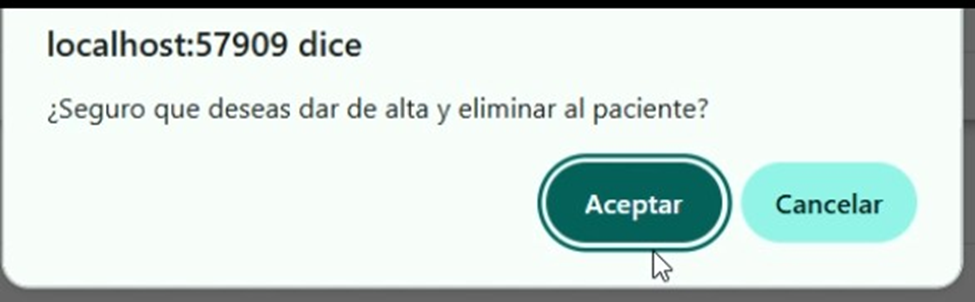 localhost:57909 dice
¿Seguro que deseas dar de alta y eliminar al paciente?
Aceptar
Cancelar